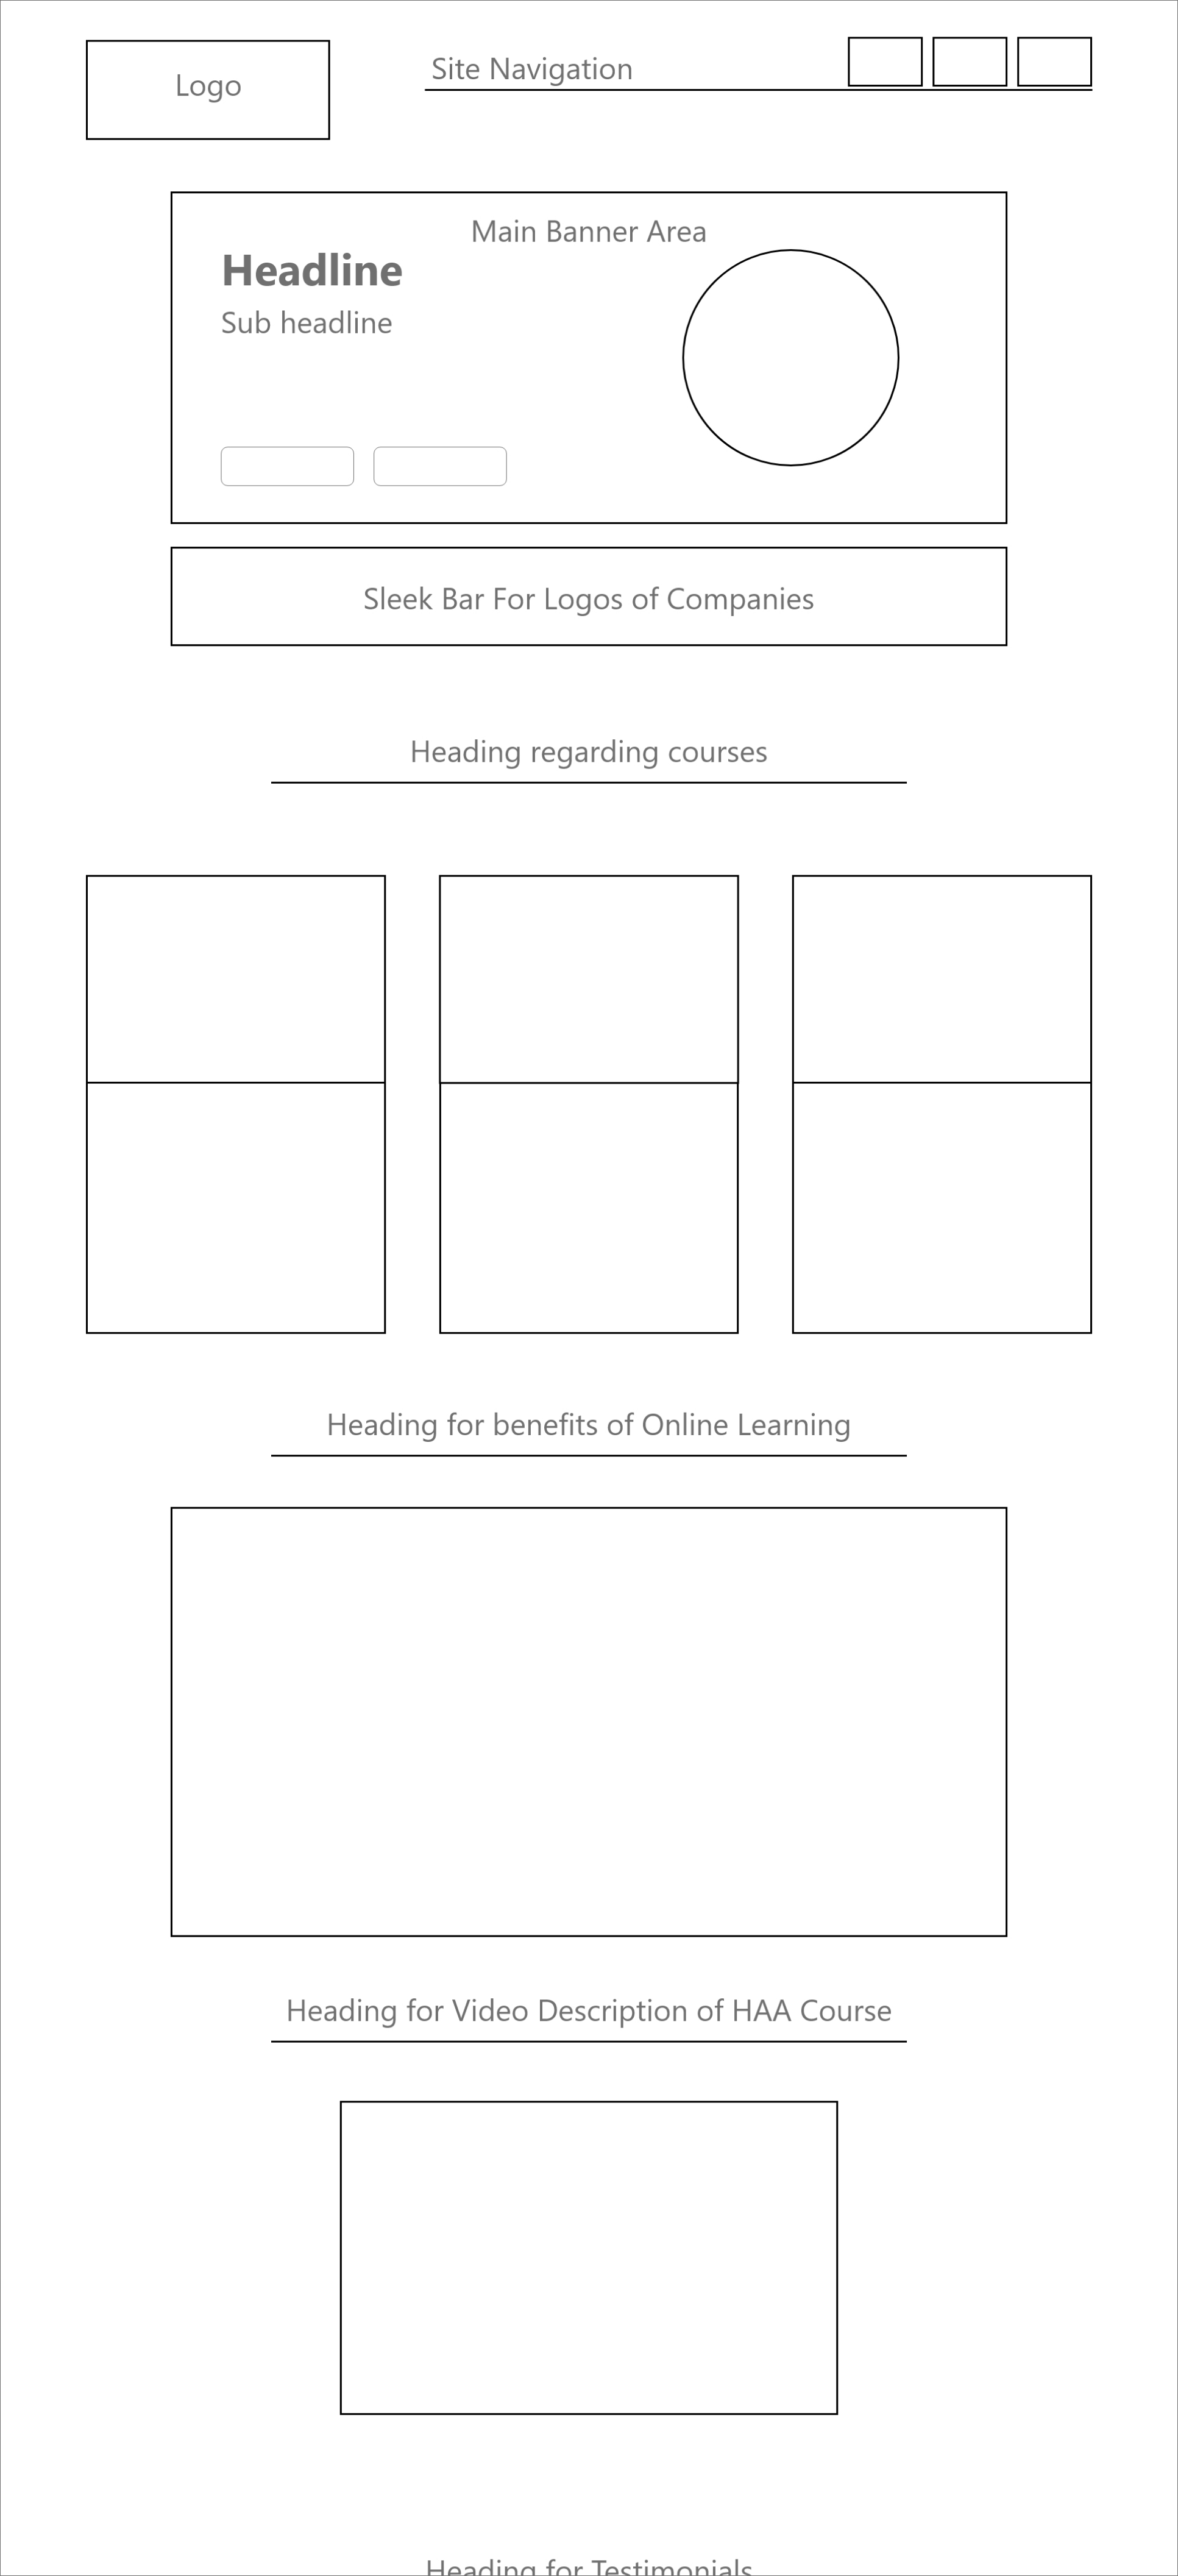 Logo
Site Navigation
Main Banner Area
Headline
Sub headline
Sleek Bar For Logos of Companies
Heading regarding courses
Heading for benefits of Online Learning
Heading for Video Description of HAA Course
Heading for Testimonials